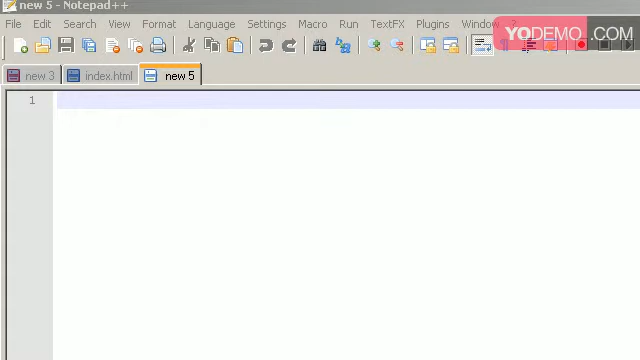 new 5 - Notepad++
File Edit Search View Format Language Settings Macro Run TextFX Plugins Window ?
YODEMO.COM
new 3 index.html new 5
1